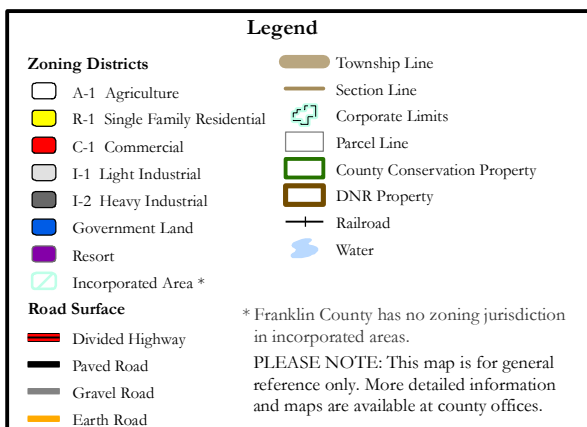 Legend
Zoning Districts
A-1 Agriculture
R-1 Single Family Residential
C-1 Commercial
I-1 Light Industrial
I-2 Heavy Industrial
Government Land
Resort
Incorporated Area *
Road Surface
Divided Highway
Paved Road
Gravel Road
Earth Road
Township Line
Section Line
Corporate Limits
Parcel Line
County Conservation Property
DNR Property
Railroad
Water
* Franklin County has no zoning jurisdiction
in incorporated areas.
PLEASE NOTE: This map is for general
reference only. More detailed information
and maps are available at county offices.